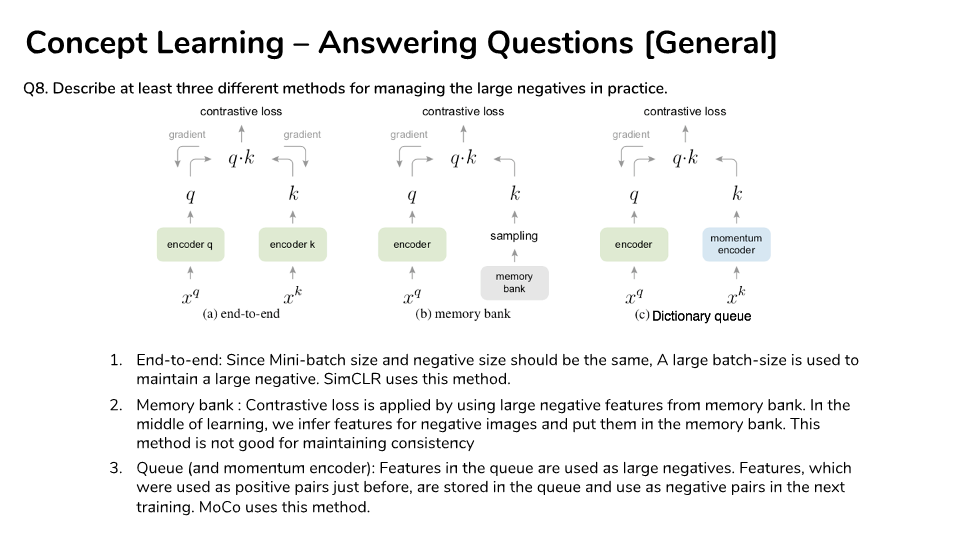 Concept Learning – Answering Questions [General]
Q8. Describe at least three different methods for managing the large negatives in practice.
contrastive loss
gradient
gradient
q·k
q
k
encoder q
encoder k
x^q
x^k
(a) end-to-end
contrastive loss
gradient
q·k
q
k
sampling
encoder
memory
bank
x^q
(b) memory bank
contrastive loss
gradient
q·k
q
k
encoder
momentum
encoder
x^q
x^k
(c) Dictionary queue
1. End-to-end: Since Mini-batch size and negative size should be the same, A large batch-size is used to
maintain a large negative. SimCLR uses this method.
2. Memory bank : Contrastive loss is applied by using large negative features from memory bank. In the
middle of learning, we infer features for negative images and put them in the memory bank. This
method is not good for maintaining consistency
3. Queue (and momentum encoder): Features in the queue are used as large negatives. Features, which
were used as positive pairs just before, are stored in the queue and use as negative pairs in the next
training. MoCo uses this method.